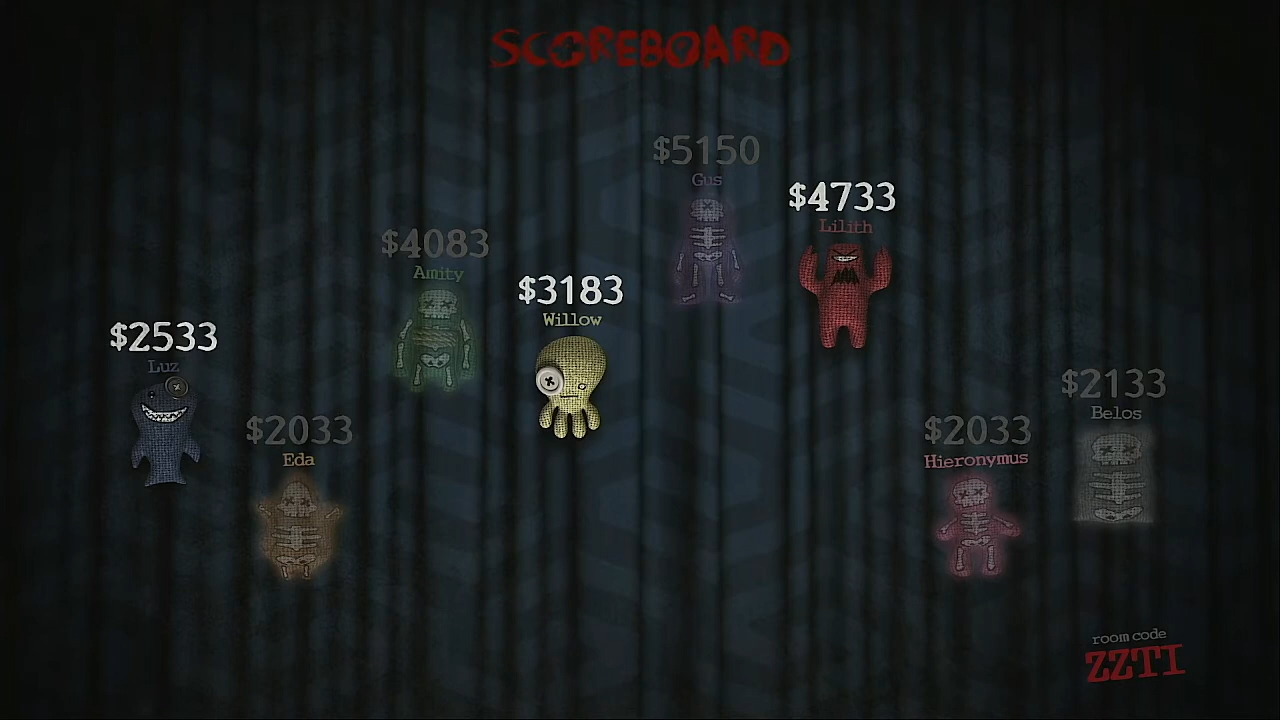 SCOREBOARD
$5150
Gus
$4733
Lilith
$4083
Amity
$3183
Willow
$2533
Luz
$2133
Belos
$2033
Eda
$2033
Hieronymus
room code
ZZTI